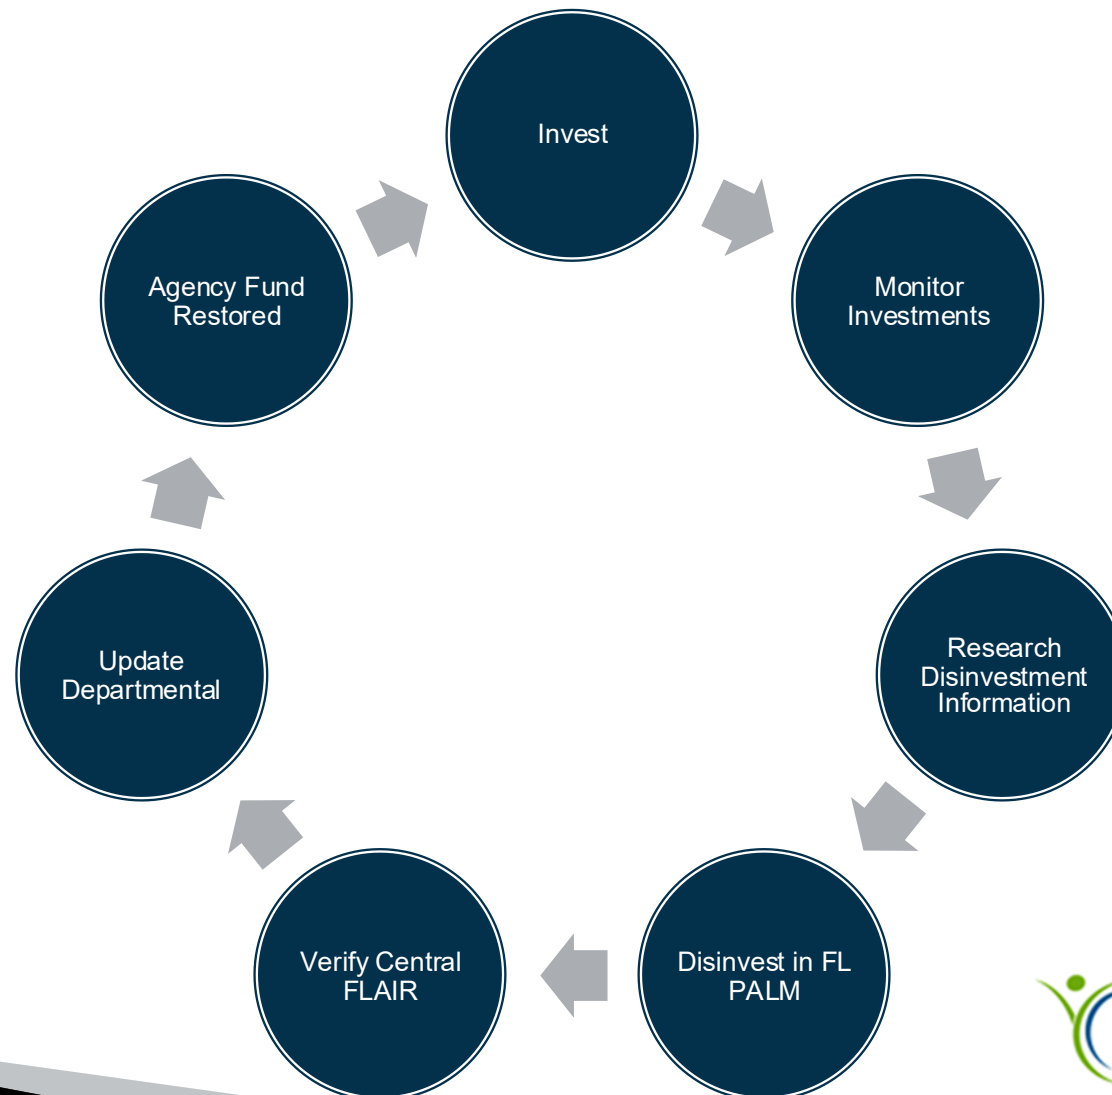 Invest
Monitor
Investments
Research
Disinvestment
Information
Disinvest in FL
PALM
Verify Central
FLAIR
Update
Departmental
Agency Fund
Restored